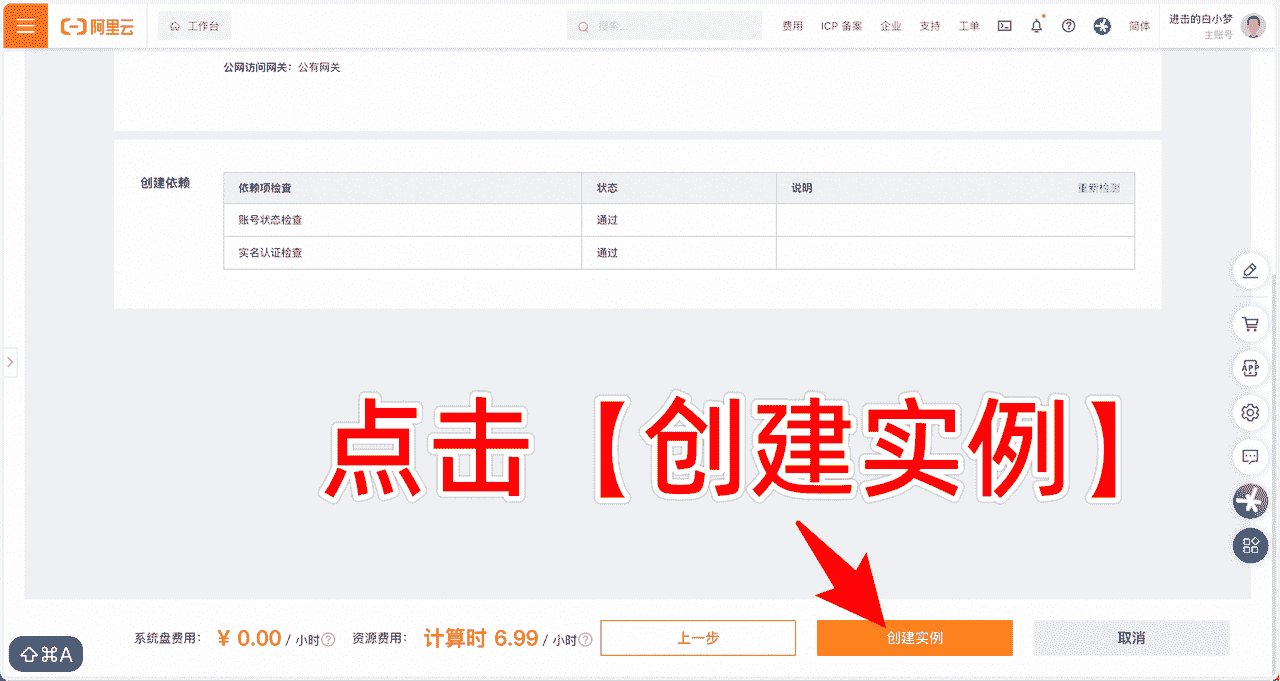 阿里云
工作台
搜索...
费用
ICP 备案
企业
支持
工单
简体
进击的白小梦
主账号
公网访问网关：公有网关
创建依赖
依赖项检查
状态
说明
重新检测
账号状态检查
通过
实名认证检查
通过
APP
点击【创建实例】
系统盘费用：
¥ 0.00 / 小时
资源费用：
计算时 6.99 / 小时
上一步
创建实例
取消
⇧⌘A